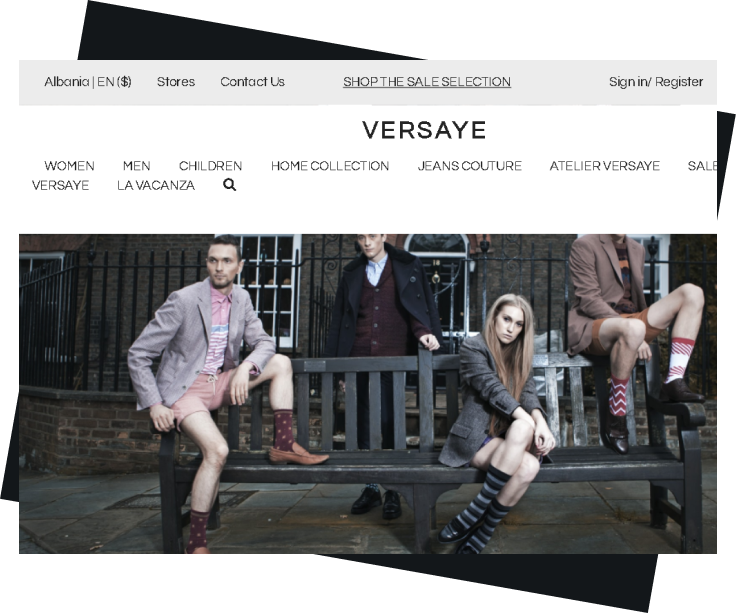 Albania | EN ($) Stores Contact Us SHOP THE SALE SELECTION Sign in/ Register
VERSAYE
WOMEN MEN CHILDREN HOME COLLECTION JEANS COUTURE ATELIER VERSAYE SALE
VERSAYE LA VACANZA
18